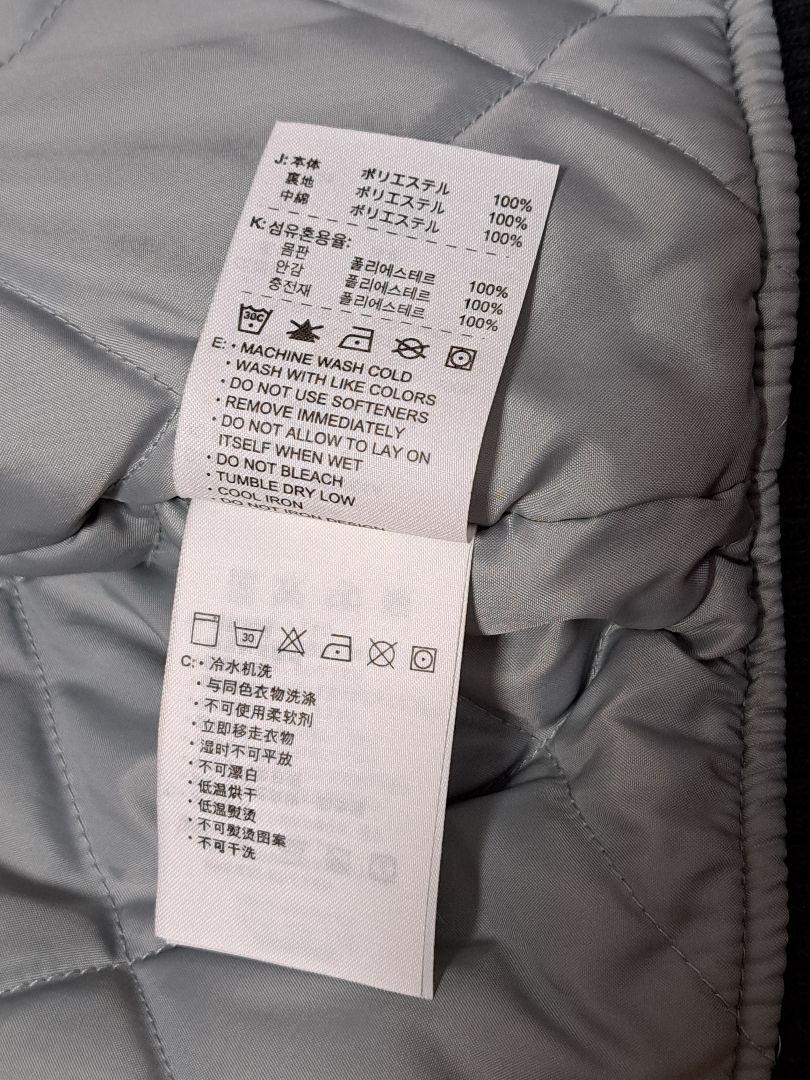 J: 本体 ポリエステル 100%
裏地 ポリエステル 100%
中綿 ポリエステル 100%
K: 섬유혼용율:
몸판 폴리에스테르 100%
안감 폴리에스테르 100%
충전재 폴리에스테르 100%
30C
E: • MACHINE WASH COLD
• WASH WITH LIKE COLORS
• DO NOT USE SOFTENERS
• REMOVE IMMEDIATELY
• DO NOT ALLOW TO LAY ON
ITSELF WHEN WET
• DO NOT BLEACH
• TUMBLE DRY LOW
• COOL IRON
• DO NOT IRON DESIGN
30
C: • 冷水机洗
• 与同色衣物洗涤
• 不可使用柔软剂
• 立即移走衣物
• 湿时不可平放
• 不可漂白
• 低温烘干
• 低温熨烫
• 不可熨烫图案
• 不可干洗